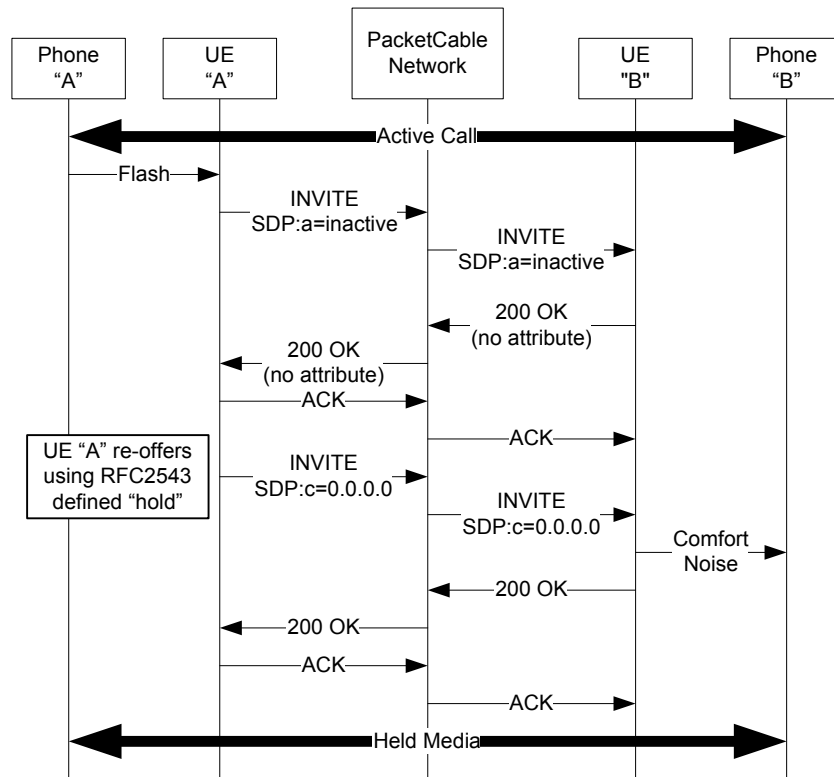 Phone
“A”
UE
“A”
PacketCable
Network
UE
"B"
Phone
“B”
Active Call
Flash
INVITE
SDP:a=inactive
INVITE
SDP:a=inactive
200 OK
(no attribute)
200 OK
(no attribute)
ACK
ACK
UE “A” re-offers
using RFC2543
defined “hold”
INVITE
SDP:c=0.0.0.0
INVITE
SDP:c=0.0.0.0
Comfort
Noise
200 OK
200 OK
ACK
ACK
Held Media